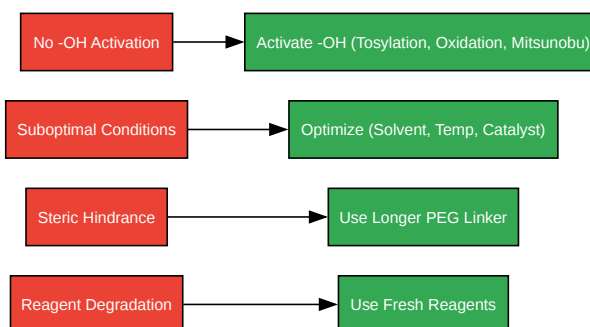 No -OH Activation
Activate -OH (Tosylation, Oxidation, Mitsunobu)
Suboptimal Conditions
Optimize (Solvent, Temp, Catalyst)
Steric Hindrance
Use Longer PEG Linker
Reagent Degradation
Use Fresh Reagents